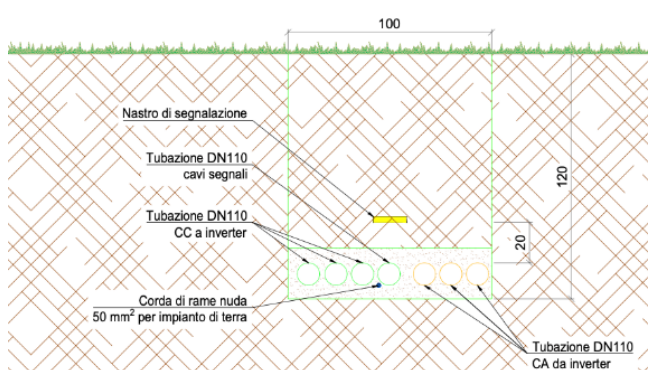 100
Nastro di segnalazione
Tubazione DN110
cavi segnali
Tubazione DN110
CC a inverter
Corda di rame nuda
50 mm² per impianto di terra
120
20
Tubazione DN110
CA da inverter